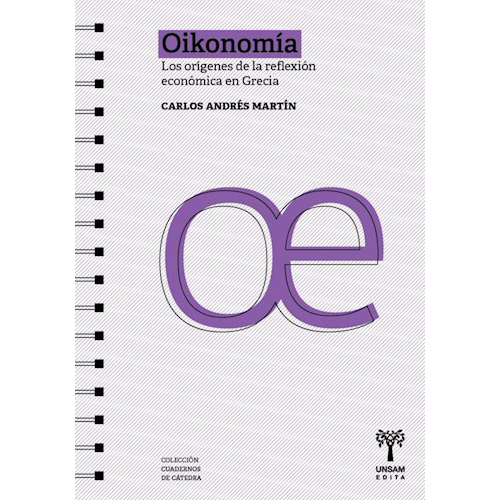 Oikonomía
Los orígenes de la reflexión
económica en Grecia
CARLOS ANDRÉS MARTÍN
oe
COLECCIÓN
CUADERNOS
DE CÁTEDRA
UNSAM
EDITA